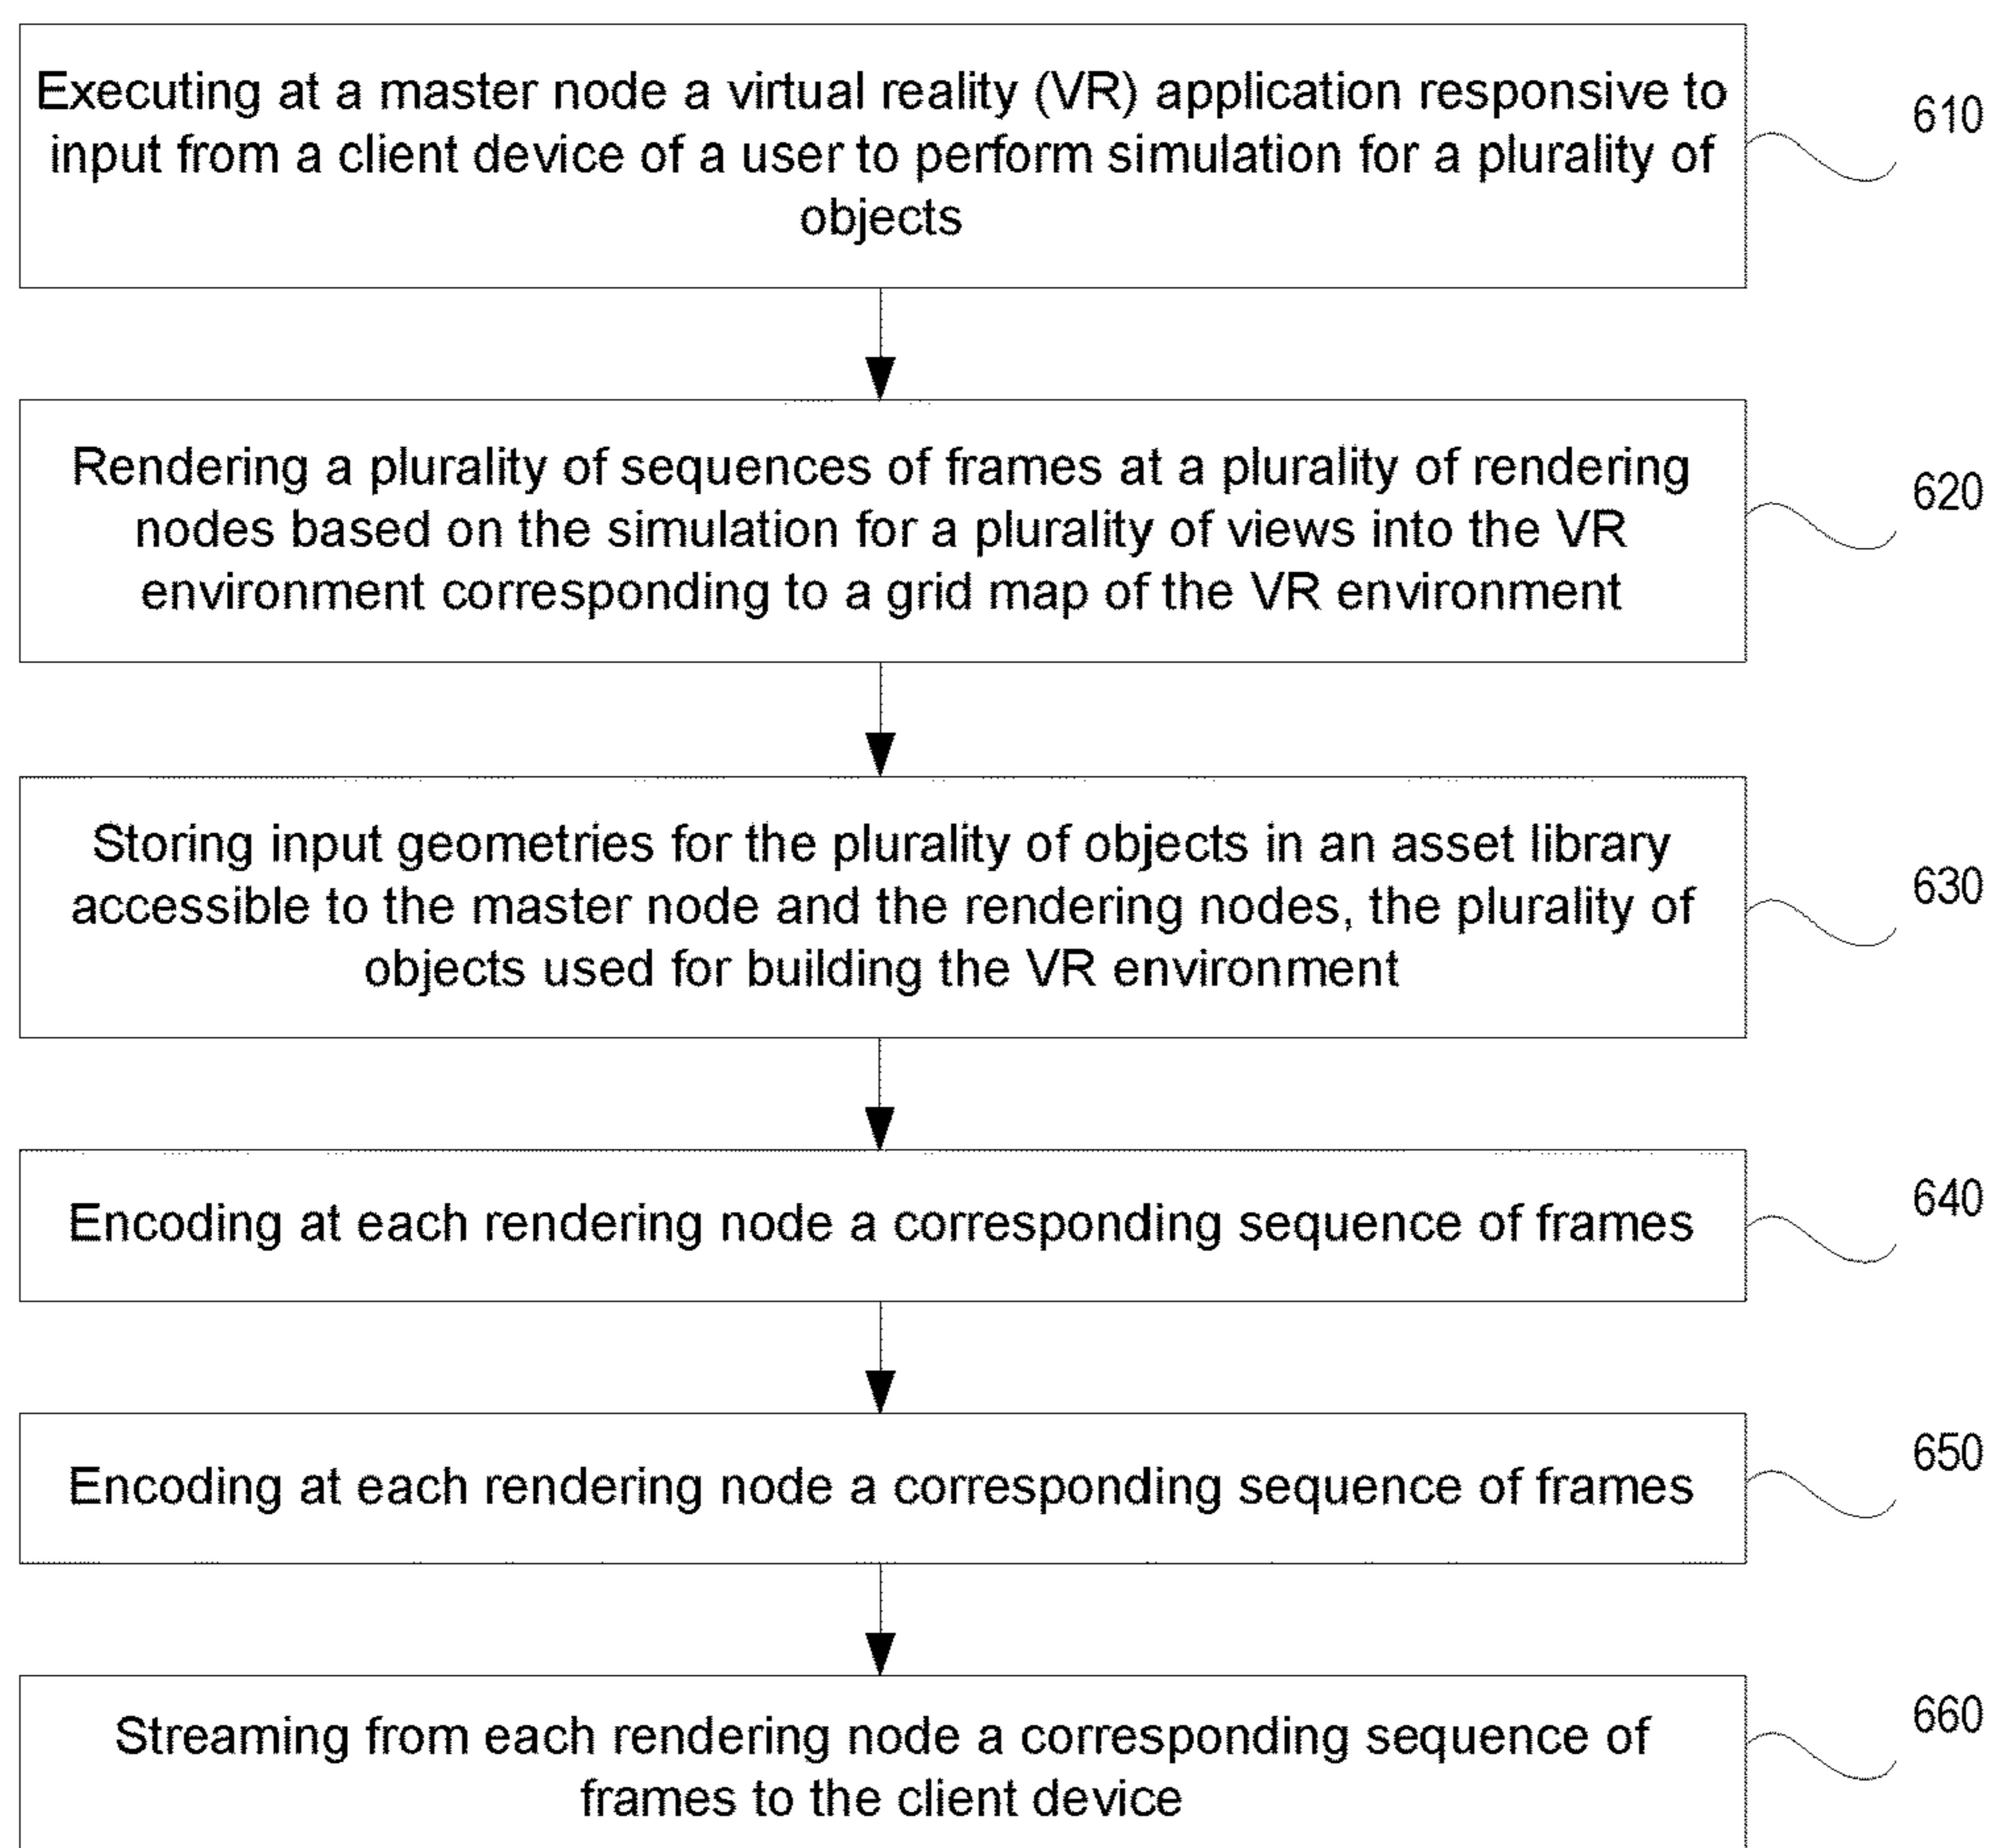 Executing at a master node a virtual reality (VR) application responsive to
input from a client device of a user to perform simulation for a plurality of
objects
610
Rendering a plurality of sequences of frames at a plurality of rendering
nodes based on the simulation for a plurality of views into the VR
environment corresponding to a grid map of the VR environment
620
Storing input geometries for the plurality of objects in an asset library
accessible to the master node and the rendering nodes, the plurality of
objects used for building the VR environment
630
Encoding at each rendering node a corresponding sequence of frames
640
Encoding at each rendering node a corresponding sequence of frames
650
Streaming from each rendering node a corresponding sequence of
frames to the client device
660